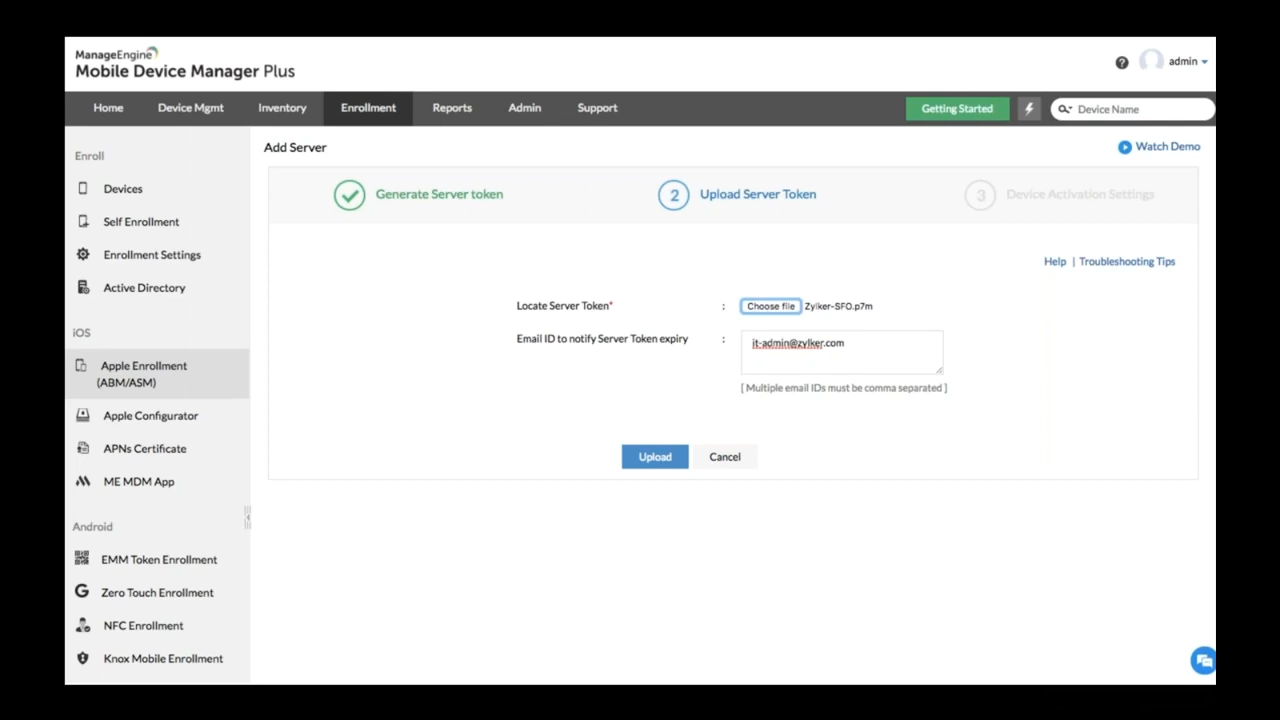 ManageEngine
Mobile Device Manager Plus
admin
Home Device Mgmt Inventory Enrollment Reports Admin Support Getting Started Device Name
Enroll
Devices
Self Enrollment
Enrollment Settings
Active Directory
iOS
Apple Enrollment
(ABM/ASM)
Apple Configurator
APNs Certificate
ME MDM App
Android
EMM Token Enrollment
Zero Touch Enrollment
NFC Enrollment
Knox Mobile Enrollment
Add Server
Watch Demo
Generate Server token 2 Upload Server Token 3 Device Activation Settings
Help | Troubleshooting Tips
Locate Server Token* : Choose file Zylker-SFO.p7m
Email ID to notify Server Token expiry : it-admin@zylker.com
[ Multiple email IDs must be comma separated ]
Upload Cancel